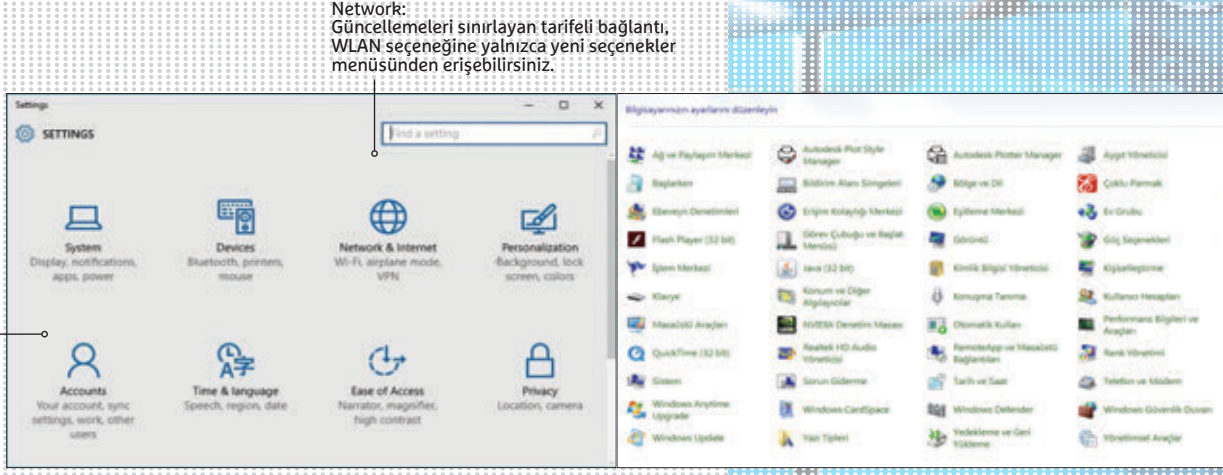 Network:
Güncellemeleri sınırlayan tarifeli bağlantı,
WLAN seçeneğine yalnızca yeni seçenekler
menüsünden erişebilirsiniz.
Settings
SETTINGS
Find a setting
System
Display, notifications,
apps, power
Devices
Bluetooth, printers,
mouse
Network & Internet
Wi-Fi, airplane mode,
VPN
Personalization
Background, lock
screen, colors
Accounts
Your account, sync
settings, work, other
users
Time & language
Speech, region, date
Ease of Access
Narrator, magnifier,
high contrast
Privacy
Location, camera
Bilgisayarınızın ayarlarını düzenleyin
Ağ ve Paylaşım Merkezi
Autodesk Plot Style
Manager
Autodesk Plotter Manager
Aygıt Yöneticisi
Başlarken
Bildirim Alanı Simgeleri
Bölge ve Dil
Çoklu Parmak
Ebeveyn Denetimleri
Erişim Kolaylığı Merkezi
Eşitleme Merkezi
Ev Grubu
Flash Player (32 bit)
Görev Çubuğu ve Başlat
Menüsü
Görüntü
Güç Seçenekleri
İşlem Merkezi
Java (32 bit)
Kimlik Bilgisi Yöneticisi
Kişiselleştirme
Klavye
Konum ve Diğer
Algılayıcılar
Konuşma Tanıma
Kullanıcı Hesapları
Masaüstü Araçları
NVIDIA Denetim Masası
Otomatik Kullan
Performans Bilgileri ve
Araçları
QuickTime (32 bit)
Realtek HD Audio
Yöneticisi
RemoteApp ve Masaüstü
Bağlantıları
Renk Yönetimi
Sistem
Sorun Giderme
Tarih ve Saat
Telefon ve Modem
Windows Anytime
Upgrade
Windows CardSpace
Windows Defender
Windows Güvenlik Duvarı
Windows Update
Yazı Tipleri
Yedekleme ve Geri
Yükleme
Yönetimsel Araçlar